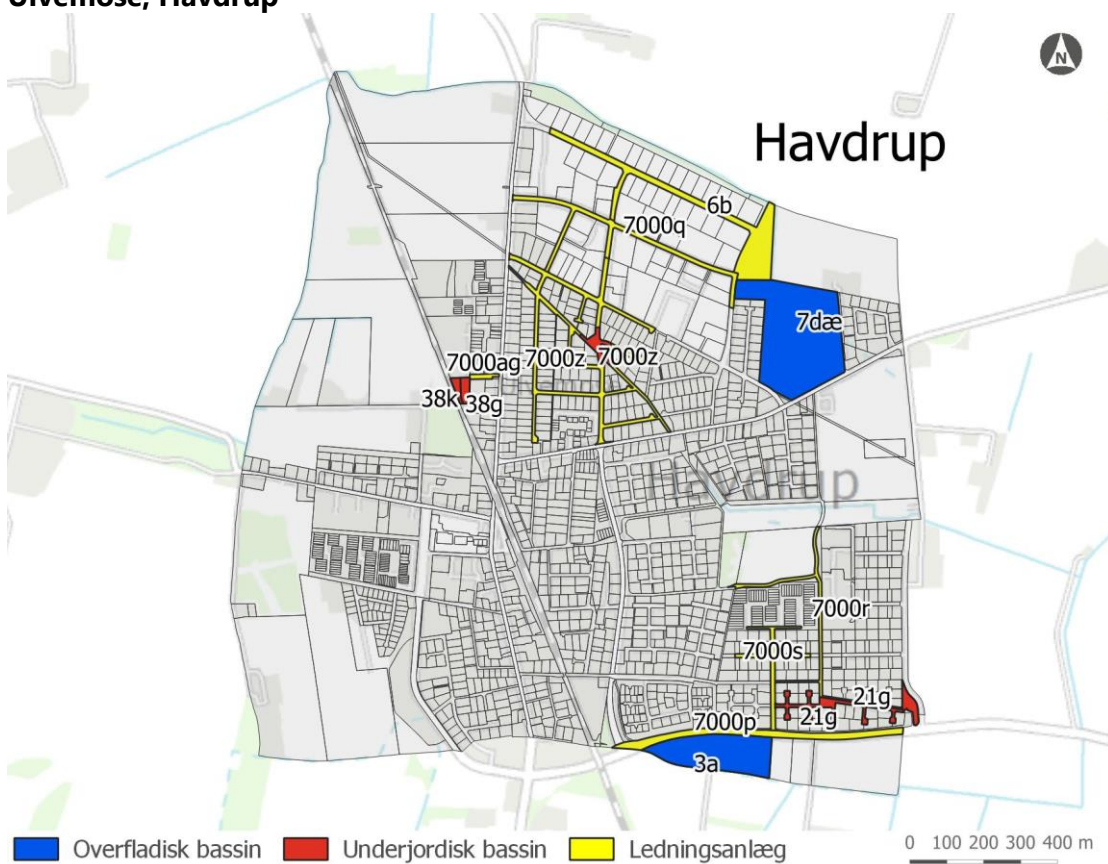 Ulvemose, Havdrup
N
Havdrup
6b
7000q
7dæ
7000ag 7000z 7000z
38k 38g
Havdrup
7000r
7000s
21g
7000p 21g
3a
Overfladisk bassin Underjordisk bassin Ledningsanlæg
0 100 200 300 400 m